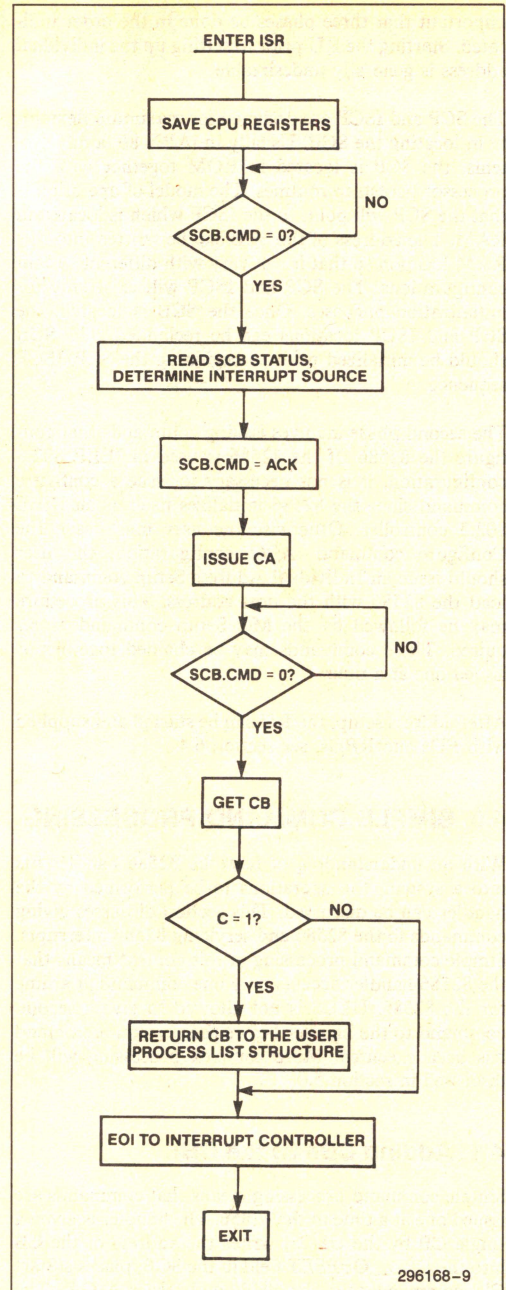 ENTER ISR
SAVE CPU REGISTERS
NO
SCB.CMD = 0?
YES
READ SCB STATUS,
DETERMINE INTERRUPT SOURCE
SCB.CMD = ACK
ISSUE CA
NO
SCB.CMD = 0?
YES
GET CB
C = 1?
NO
YES
RETURN CB TO THE USER
PROCESS LIST STRUCTURE
EOI TO INTERRUPT CONTROLLER
EXIT
296168-9